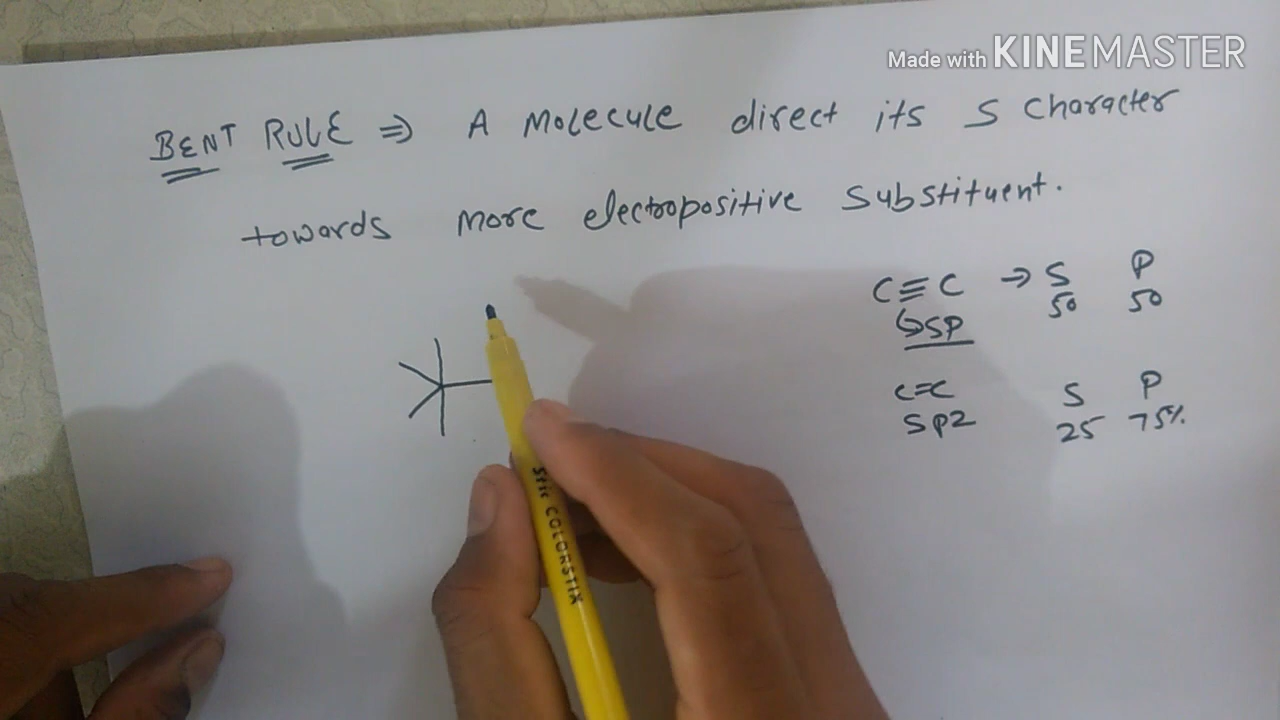 Made with KINEMASTER
BENT RULE ⇒ A Molecule direct its S Character
towards more electropositive Substituent.
C≡C → S P
↳SP 50 50
C=C S P
SP2 25 75%
Stic COLORSTIX